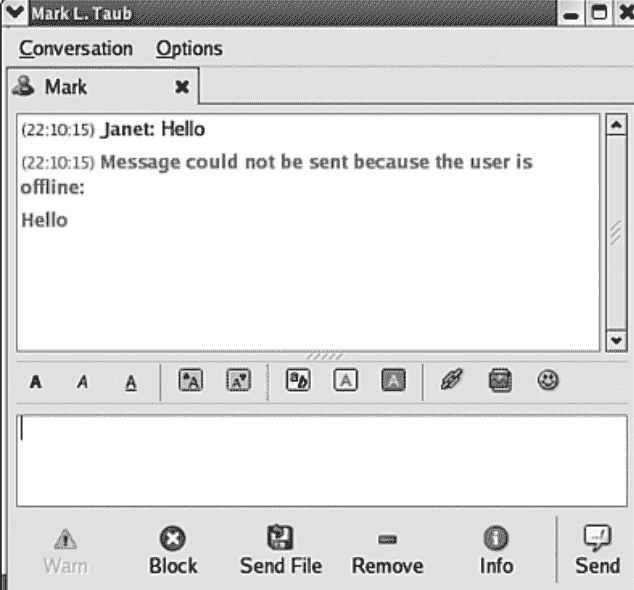 Mark L. Taub
Conversation Options
Mark
(22:10:15) Janet: Hello
(22:10:15) Message could not be sent because the user is
offline:
Hello
A A A A A ab A A
Warn Block Send File Remove Info Send